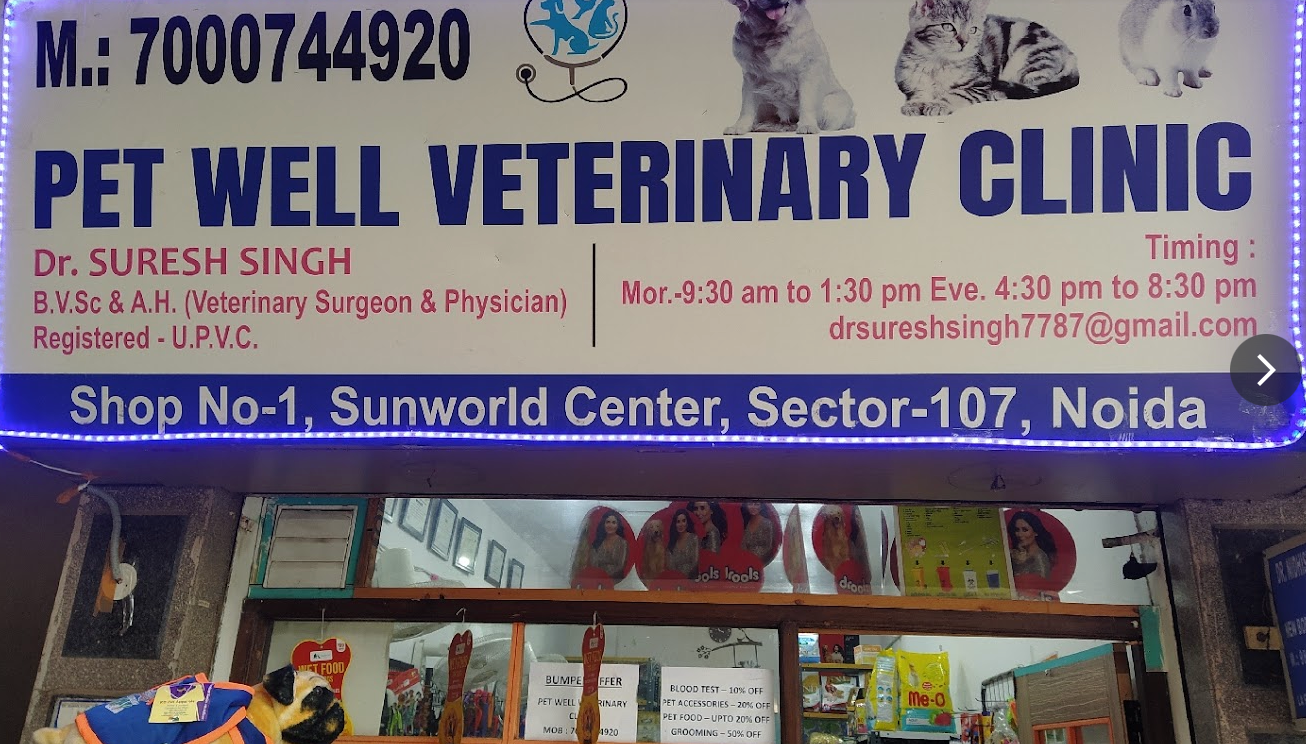 M.: 7000744920
PET WELL VETERINARY CLINIC
Dr. SURESH SINGH
B.V.Sc & A.H. (Veterinary Surgeon & Physician)
Registered - U.P.V.C.
Timing :
Mor.-9:30 am to 1:30 pm Eve. 4:30 pm to 8:30 pm
drsureshsingh7787@gmail.com
Shop No-1, Sunworld Center, Sector-107, Noida
drools
WET FOOD
PET WELL
MOB :
BLOOD TEST – 10% OFF
PET ACCESSORIES – 20% OFF
PET FOOD – UPTO 20% OFF
GROOMING – 50% OFF
Me-O